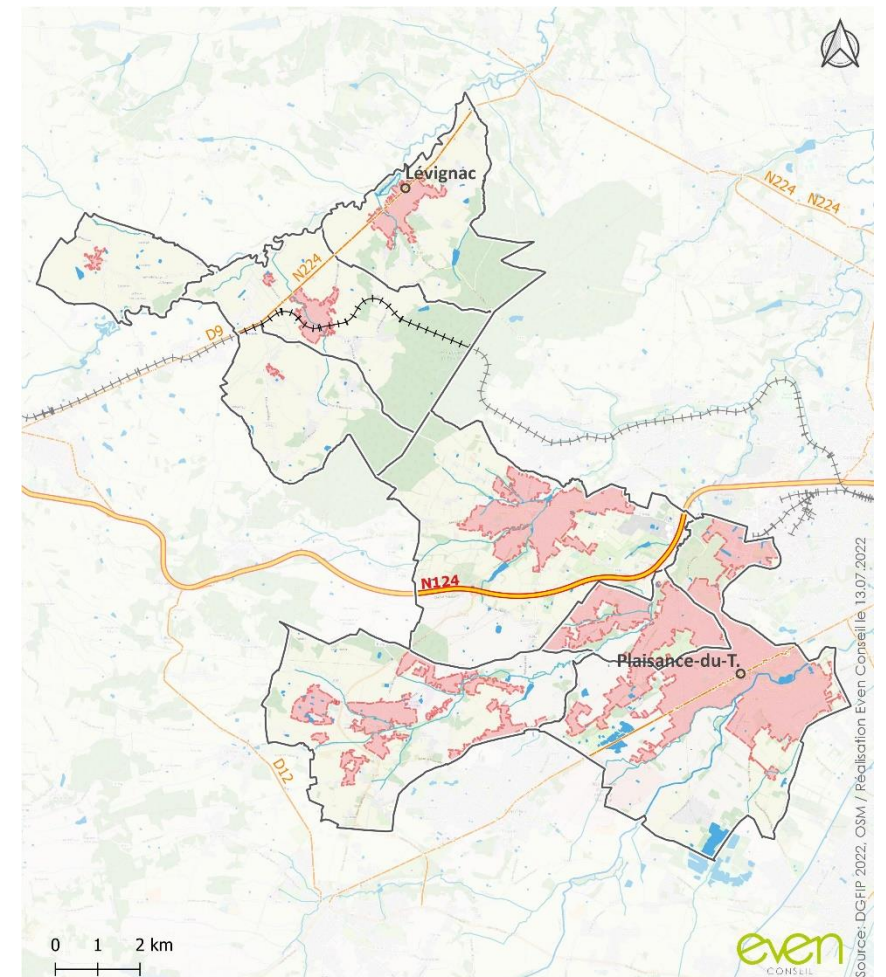 Lévignac
N224
N224
N224
D9
N124
Plaisance-du-T.
D12
0 1 2 km
even
CONSEIL
Source: DGFIP 2022, OSM / Réalisation Even Conseil le 13.07.2022